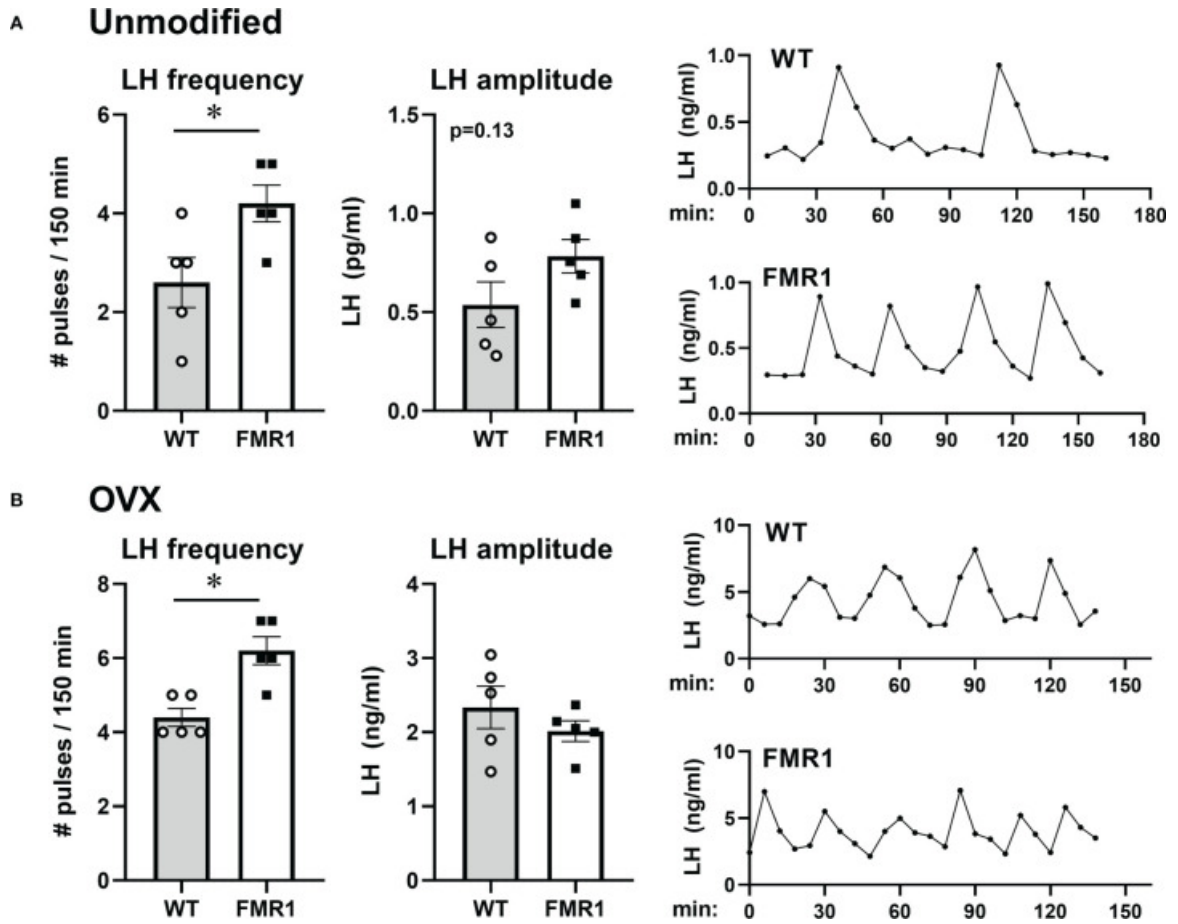 A
Unmodified
LH frequency
*
# pulses / 150 min
6
4
2
0
WT
FMR1
LH amplitude
p=0.13
LH (pg/ml)
1.5
1.0
0.5
0.0
WT
FMR1
WT
LH (ng/ml)
1.0
0.5
0.0
min: 0 30 60 90 120 150 180
FMR1
LH (ng/ml)
1.0
0.5
0.0
min: 0 30 60 90 120 150 180
B
OVX
LH frequency
*
# pulses / 150 min
8
6
4
2
0
WT
FMR1
LH amplitude
LH (ng/ml)
4
3
2
1
0
WT
FMR1
WT
LH (ng/ml)
10
5
0
min: 0 30 60 90 120 150
FMR1
LH (ng/ml)
10
5
0
min: 0 30 60 90 120 150